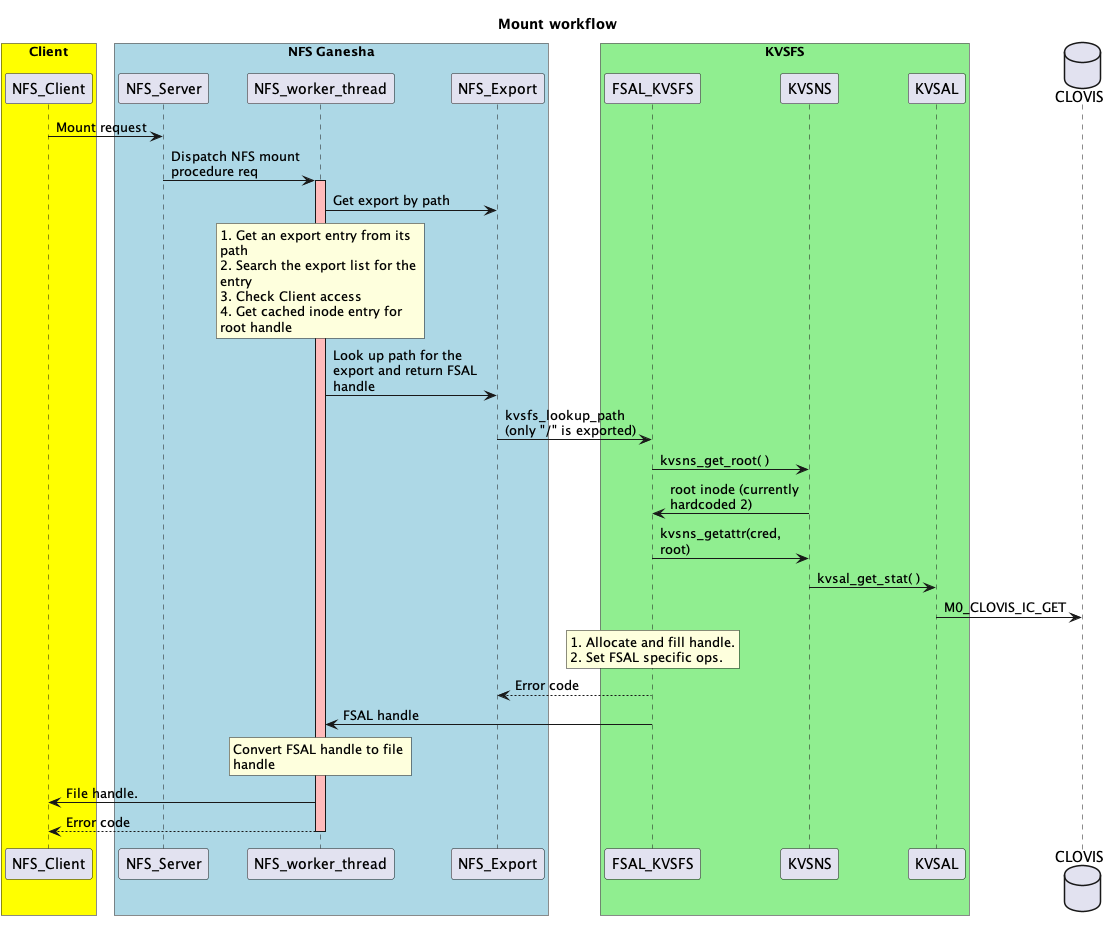 Mount workflow
Client
NFS Ganesha
KVSFS
NFS_Client
NFS_Server
NFS_worker_thread
NFS_Export
FSAL_KVSFS
KVSNS
KVSAL
CLOVIS
Mount request
Dispatch NFS mount
procedure req
Get export by path
1. Get an export entry from its
path
2. Search the export list for the
entry
3. Check Client access
4. Get cached inode entry for
root handle
Look up path for the
export and return FSAL
handle
kvsfs_lookup_path
(only "/" is exported)
kvsns_get_root( )
root inode (currently
hardcoded 2)
kvsns_getattr(cred,
root)
kvsal_get_stat( )
M0_CLOVIS_IC_GET
1. Allocate and fill handle.
2. Set FSAL specific ops.
Error code
FSAL handle
Convert FSAL handle to file
handle
File handle.
Error code
NFS_Client
NFS_Server
NFS_worker_thread
NFS_Export
FSAL_KVSFS
KVSNS
KVSAL
CLOVIS